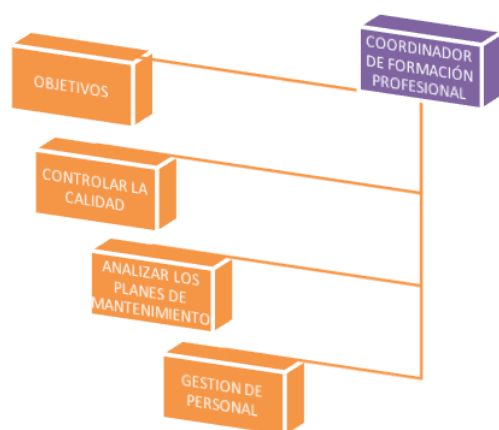 COORDINADOR
DE FORMACIÓN
PROFESIONAL
OBJETIVOS
CONTROLAR LA
CALIDAD
ANALIZAR LOS
PLANES DE
MANTENIMIENTO
GESTION DE
PERSONAL